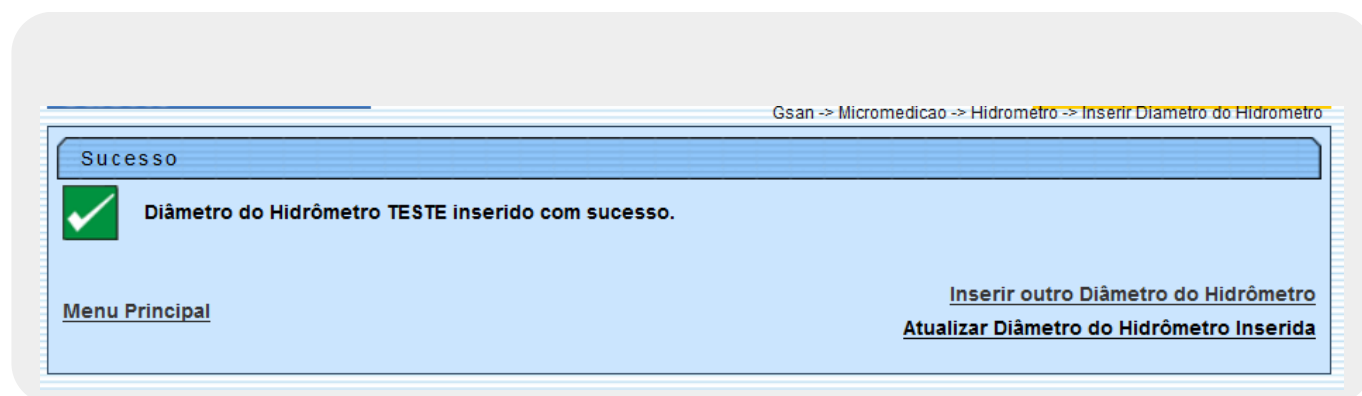 Gsan -> Micromedicao -> Hidrometro -> Inserir Diametro do Hidrometro
Sucesso
Diâmetro do Hidrômetro TESTE inserido com sucesso.
Inserir outro Diâmetro do Hidrômetro
Menu Principal
Atualizar Diâmetro do Hidrômetro Inserida